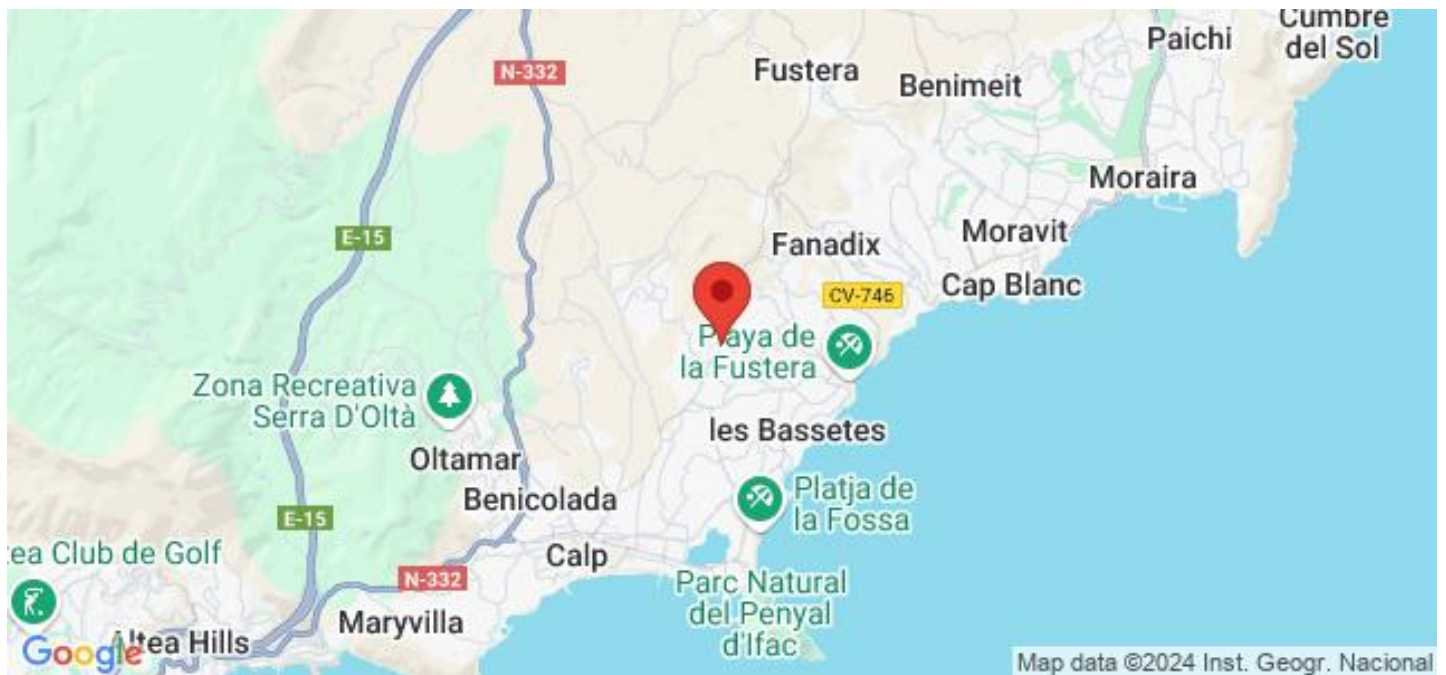 Cumbre
del Sol
Paichi
Fustera
N-332
Benimeit
Moraira
E-15
Fanadix
Moravit
Cap Blanc
CV-746
Playa de
la Fustera
Zona Recreativa
Serra D'Oltà
les Bassetes
Oltamar
Benicolada
Platja de
la Fossa
E-15
tea Club de Golf
Calp
N-332
Parc Natural
del Penyal
d'Ifac
Maryvilla
Altea Hills
Google
Map data ©2024 Inst. Geogr. Nacional